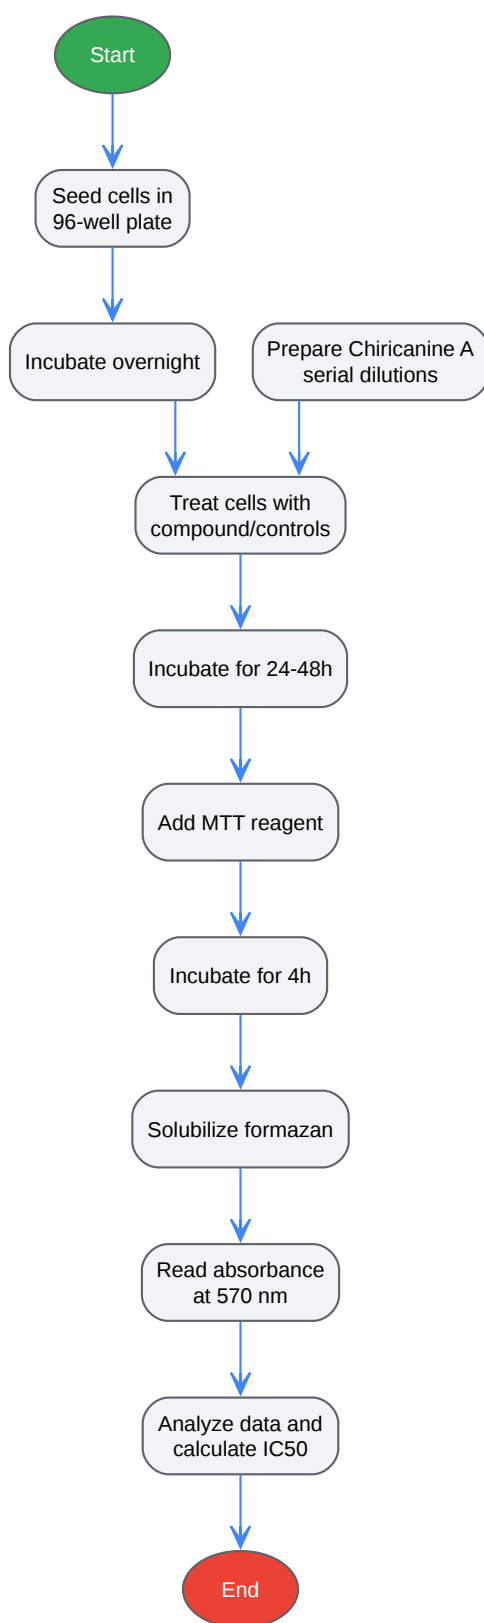 Start
Seed cells in
96-well plate
Incubate overnight
Prepare Chiricanine A
serial dilutions
Treat cells with
compound/controls
Incubate for 24-48h
Add MTT reagent
Incubate for 4h
Solubilize formazan
Read absorbance
at 570 nm
Analyze data and
calculate IC50
End